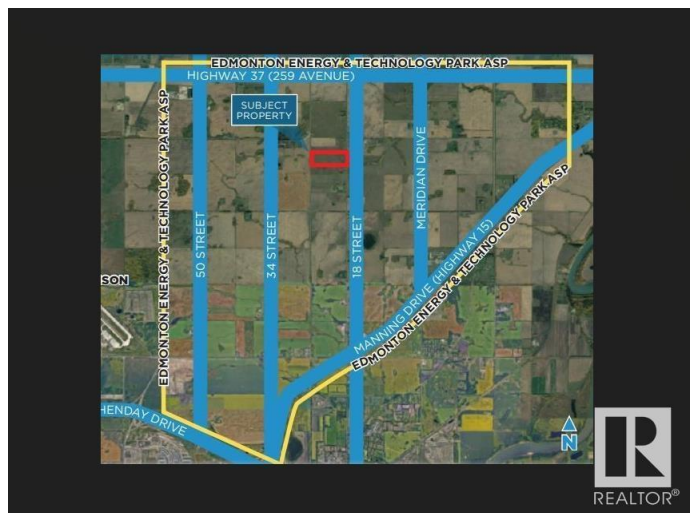 EDMONTON ENERGY & TECHNOLOGY PARK ASP
HIGHWAY 37 (259 AVENUE)
SUBJECT
PROPERTY
EDMONTON ENERGY & TECHNOLOGY PARK ASP
50 STREET
34 STREET
18 STREET
MERIDIAN DRIVE
MANNING DRIVE (HIGHWAY 15)
EDMONTON ENERGY & TECHNOLOGY PARK ASP
SON
HENDAY DRIVE
N
R
REALTOR®